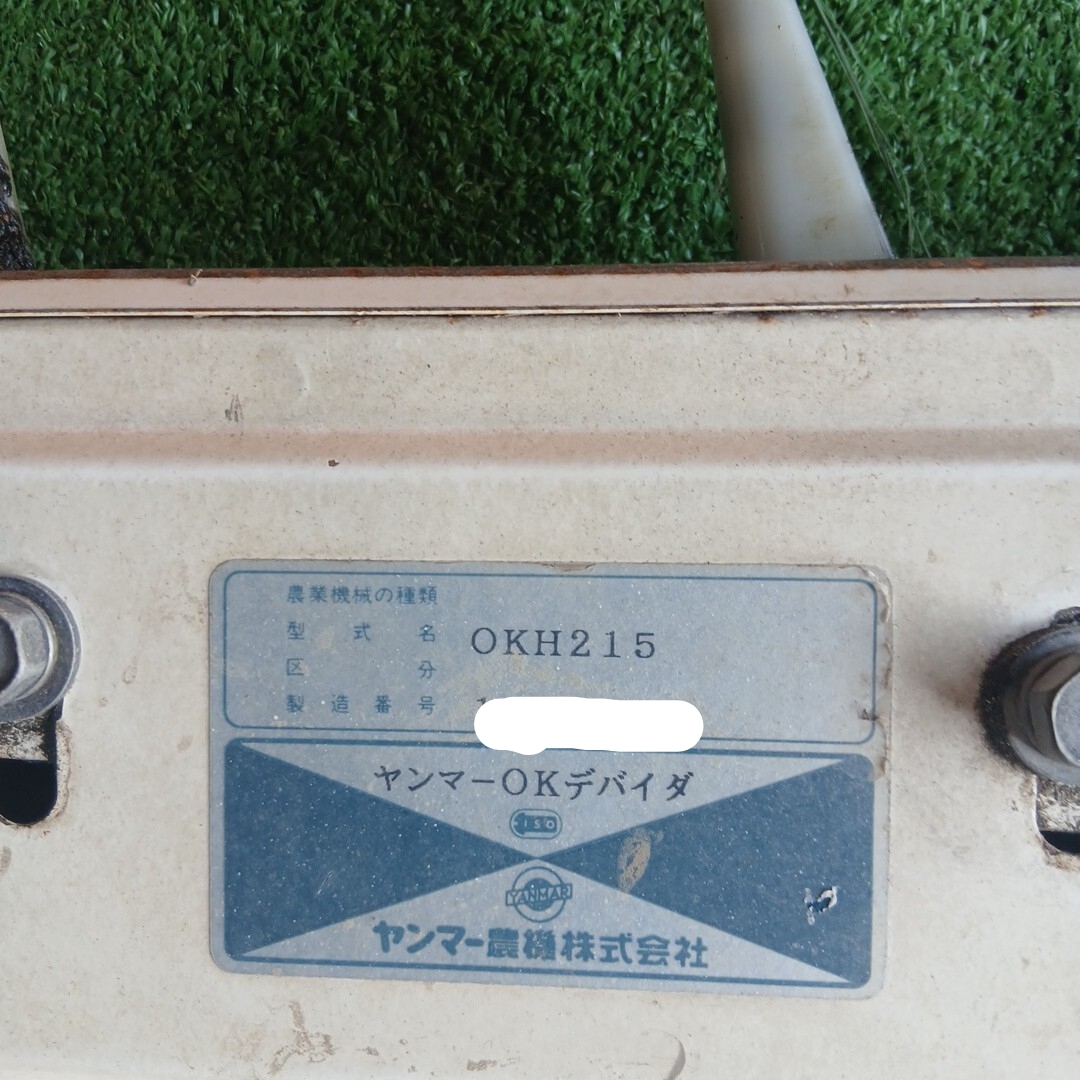 農業機械の種類
型式名 OKH215
区分
製造番号
ヤンマーOKデバイダ
ISO
YANMAR
ヤンマー農機株式会社